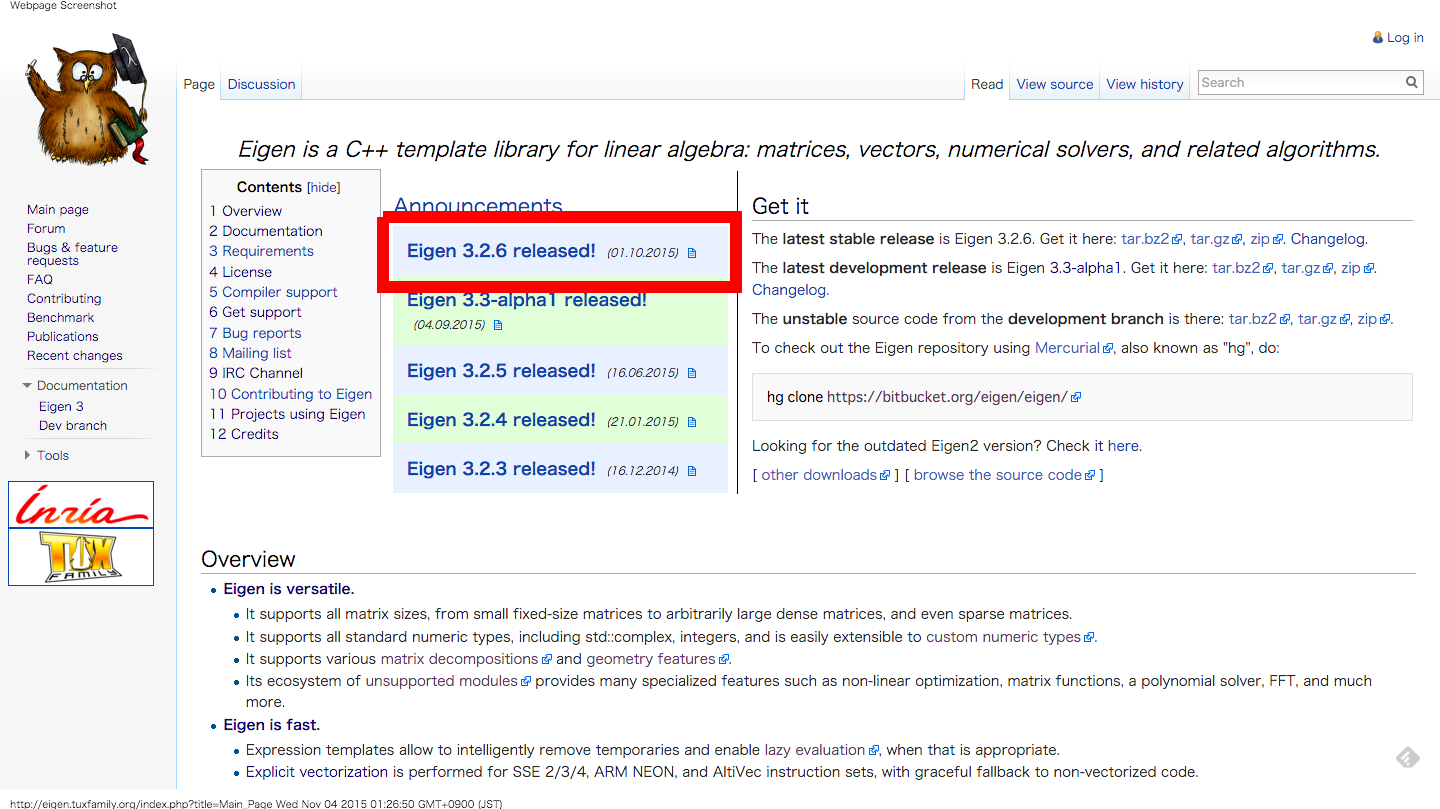 Webpage Screenshot
Log in
Page
Discussion
Read
View source
View history
Search
Eigen is a C++ template library for linear algebra: matrices, vectors, numerical solvers, and related algorithms.
Main page
Forum
Bugs & feature
requests
FAQ
Contributing
Benchmark
Publications
Recent changes
Documentation
Eigen 3
Dev branch
Tools
Inria
TUX
FAMILY
Contents [hide]
1 Overview
2 Documentation
3 Requirements
4 License
5 Compiler support
6 Get support
7 Bug reports
8 Mailing list
9 IRC Channel
10 Contributing to Eigen
11 Projects using Eigen
12 Credits
Announcements
Eigen 3.2.6 released! (01.10.2015)
Eigen 3.3-alpha1 released!
(04.09.2015)
Eigen 3.2.5 released! (16.06.2015)
Eigen 3.2.4 released! (21.01.2015)
Eigen 3.2.3 released! (16.12.2014)
Get it
The latest stable release is Eigen 3.2.6. Get it here: tar.bz2, tar.gz, zip. Changelog.
The latest development release is Eigen 3.3-alpha1. Get it here: tar.bz2, tar.gz, zip.
Changelog.
The unstable source code from the development branch is there: tar.bz2, tar.gz, zip.
To check out the Eigen repository using Mercurial, also known as "hg", do:
hg clone https://bitbucket.org/eigen/eigen/
Looking for the outdated Eigen2 version? Check it here.
[ other downloads ] [ browse the source code ]
Overview
Eigen is versatile.
It supports all matrix sizes, from small fixed-size matrices to arbitrarily large dense matrices, and even sparse matrices.
It supports all standard numeric types, including std::complex, integers, and is easily extensible to custom numeric types.
It supports various matrix decompositions and geometry features.
Its ecosystem of unsupported modules provides many specialized features such as non-linear optimization, matrix functions, a polynomial solver, FFT, and much
more.
Eigen is fast.
Expression templates allow to intelligently remove temporaries and enable lazy evaluation, when that is appropriate.
Explicit vectorization is performed for SSE 2/3/4, ARM NEON, and AltiVec instruction sets, with graceful fallback to non-vectorized code.
http://eigen.tuxfamily.org/index.php?title=Main_Page Wed Nov 04 2015 01:26:50 GMT+0900 (JST)